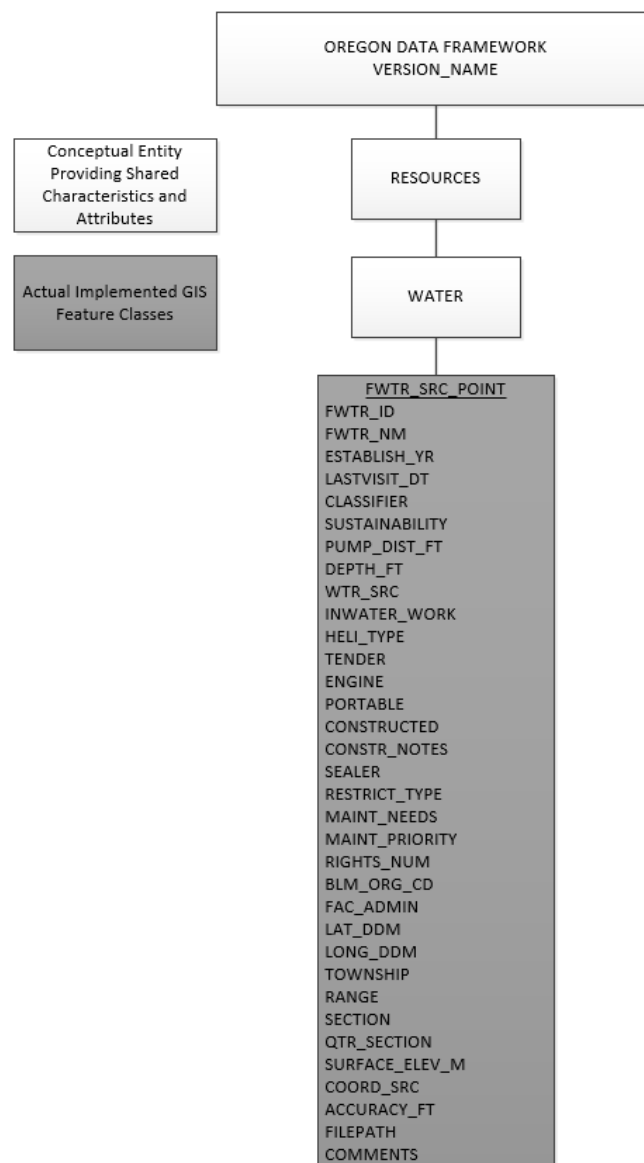 OREGON DATA FRAMEWORK
VERSION_NAME
Conceptual Entity
Providing Shared
Characteristics and
Attributes
RESOURCES
Actual Implemented GIS
Feature Classes
WATER
FWTR_SRC_POINT
FWTR_ID
FWTR_NM
ESTABLISH_YR
LASTVISIT_DT
CLASSIFIER
SUSTAINABILITY
PUMP_DIST_FT
DEPTH_FT
WTR_SRC
INWATER_WORK
HELI_TYPE
TENDER
ENGINE
PORTABLE
CONSTRUCTED
CONSTR_NOTES
SEALER
RESTRICT_TYPE
MAINT_NEEDS
MAINT_PRIORITY
RIGHTS_NUM
BLM_ORG_CD
FAC_ADMIN
LAT_DDM
LONG_DDM
TOWNSHIP
RANGE
SECTION
QTR_SECTION
SURFACE_ELEV_M
COORD_SRC
ACCURACY_FT
FILEPATH
COMMENTS